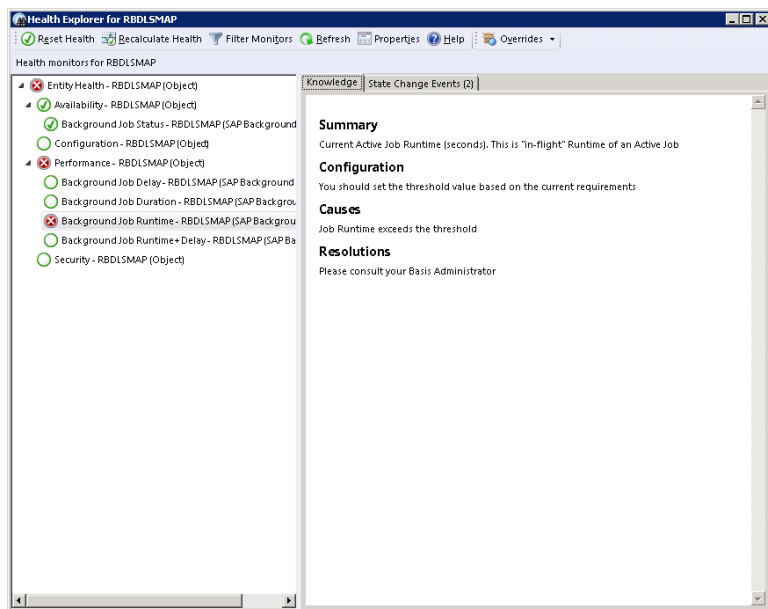 Health Explorer for RBDLSMAP
Reset Health Recalculate Health Filter Monitors Refresh Properties Help Overrides
Health monitors for RBDLSMAP
Entity Health - RBDLSMAP (Object)
Availability - RBDLSMAP (Object)
Background Job Status - RBDLSMAP (SAP Background
Configuration - RBDLSMAP (Object)
Performance - RBDLSMAP (Object)
Background Job Delay - RBDLSMAP (SAP Background
Background Job Duration - RBDLSMAP (SAP Backgrou
Background Job Runtime - RBDLSMAP (SAP Backgrou
Background Job Runtime+Delay - RBDLSMAP (SAP Ba
Security - RBDLSMAP (Object)
Knowledge State Change Events (2)
Summary
Current Active Job Runtime (seconds). This is "in-flight" Runtime of an Active Job
Configuration
You should set the threshold value based on the current requirements
Causes
Job Runtime exceeds the threshold
Resolutions
Please consult your Basis Administrator